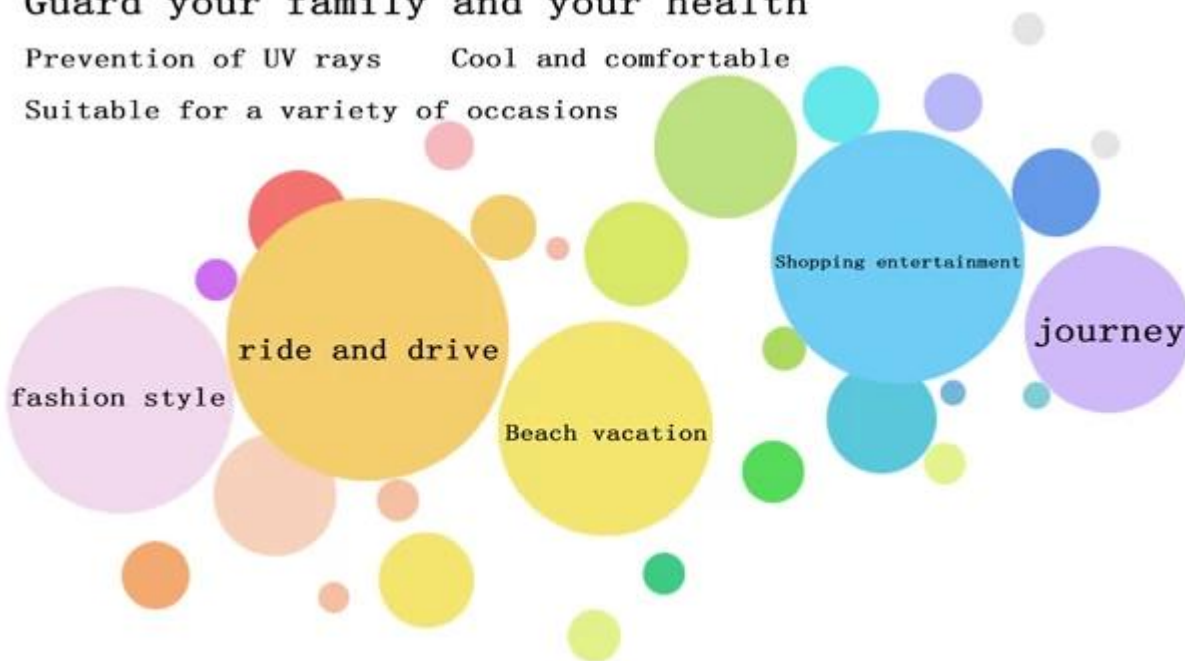 Guard your family and your health
Prevention of UV rays Cool and comfortable
Suitable for a variety of occasions
Shopping entertainment
journey
ride and drive
fashion style
Beach vacation